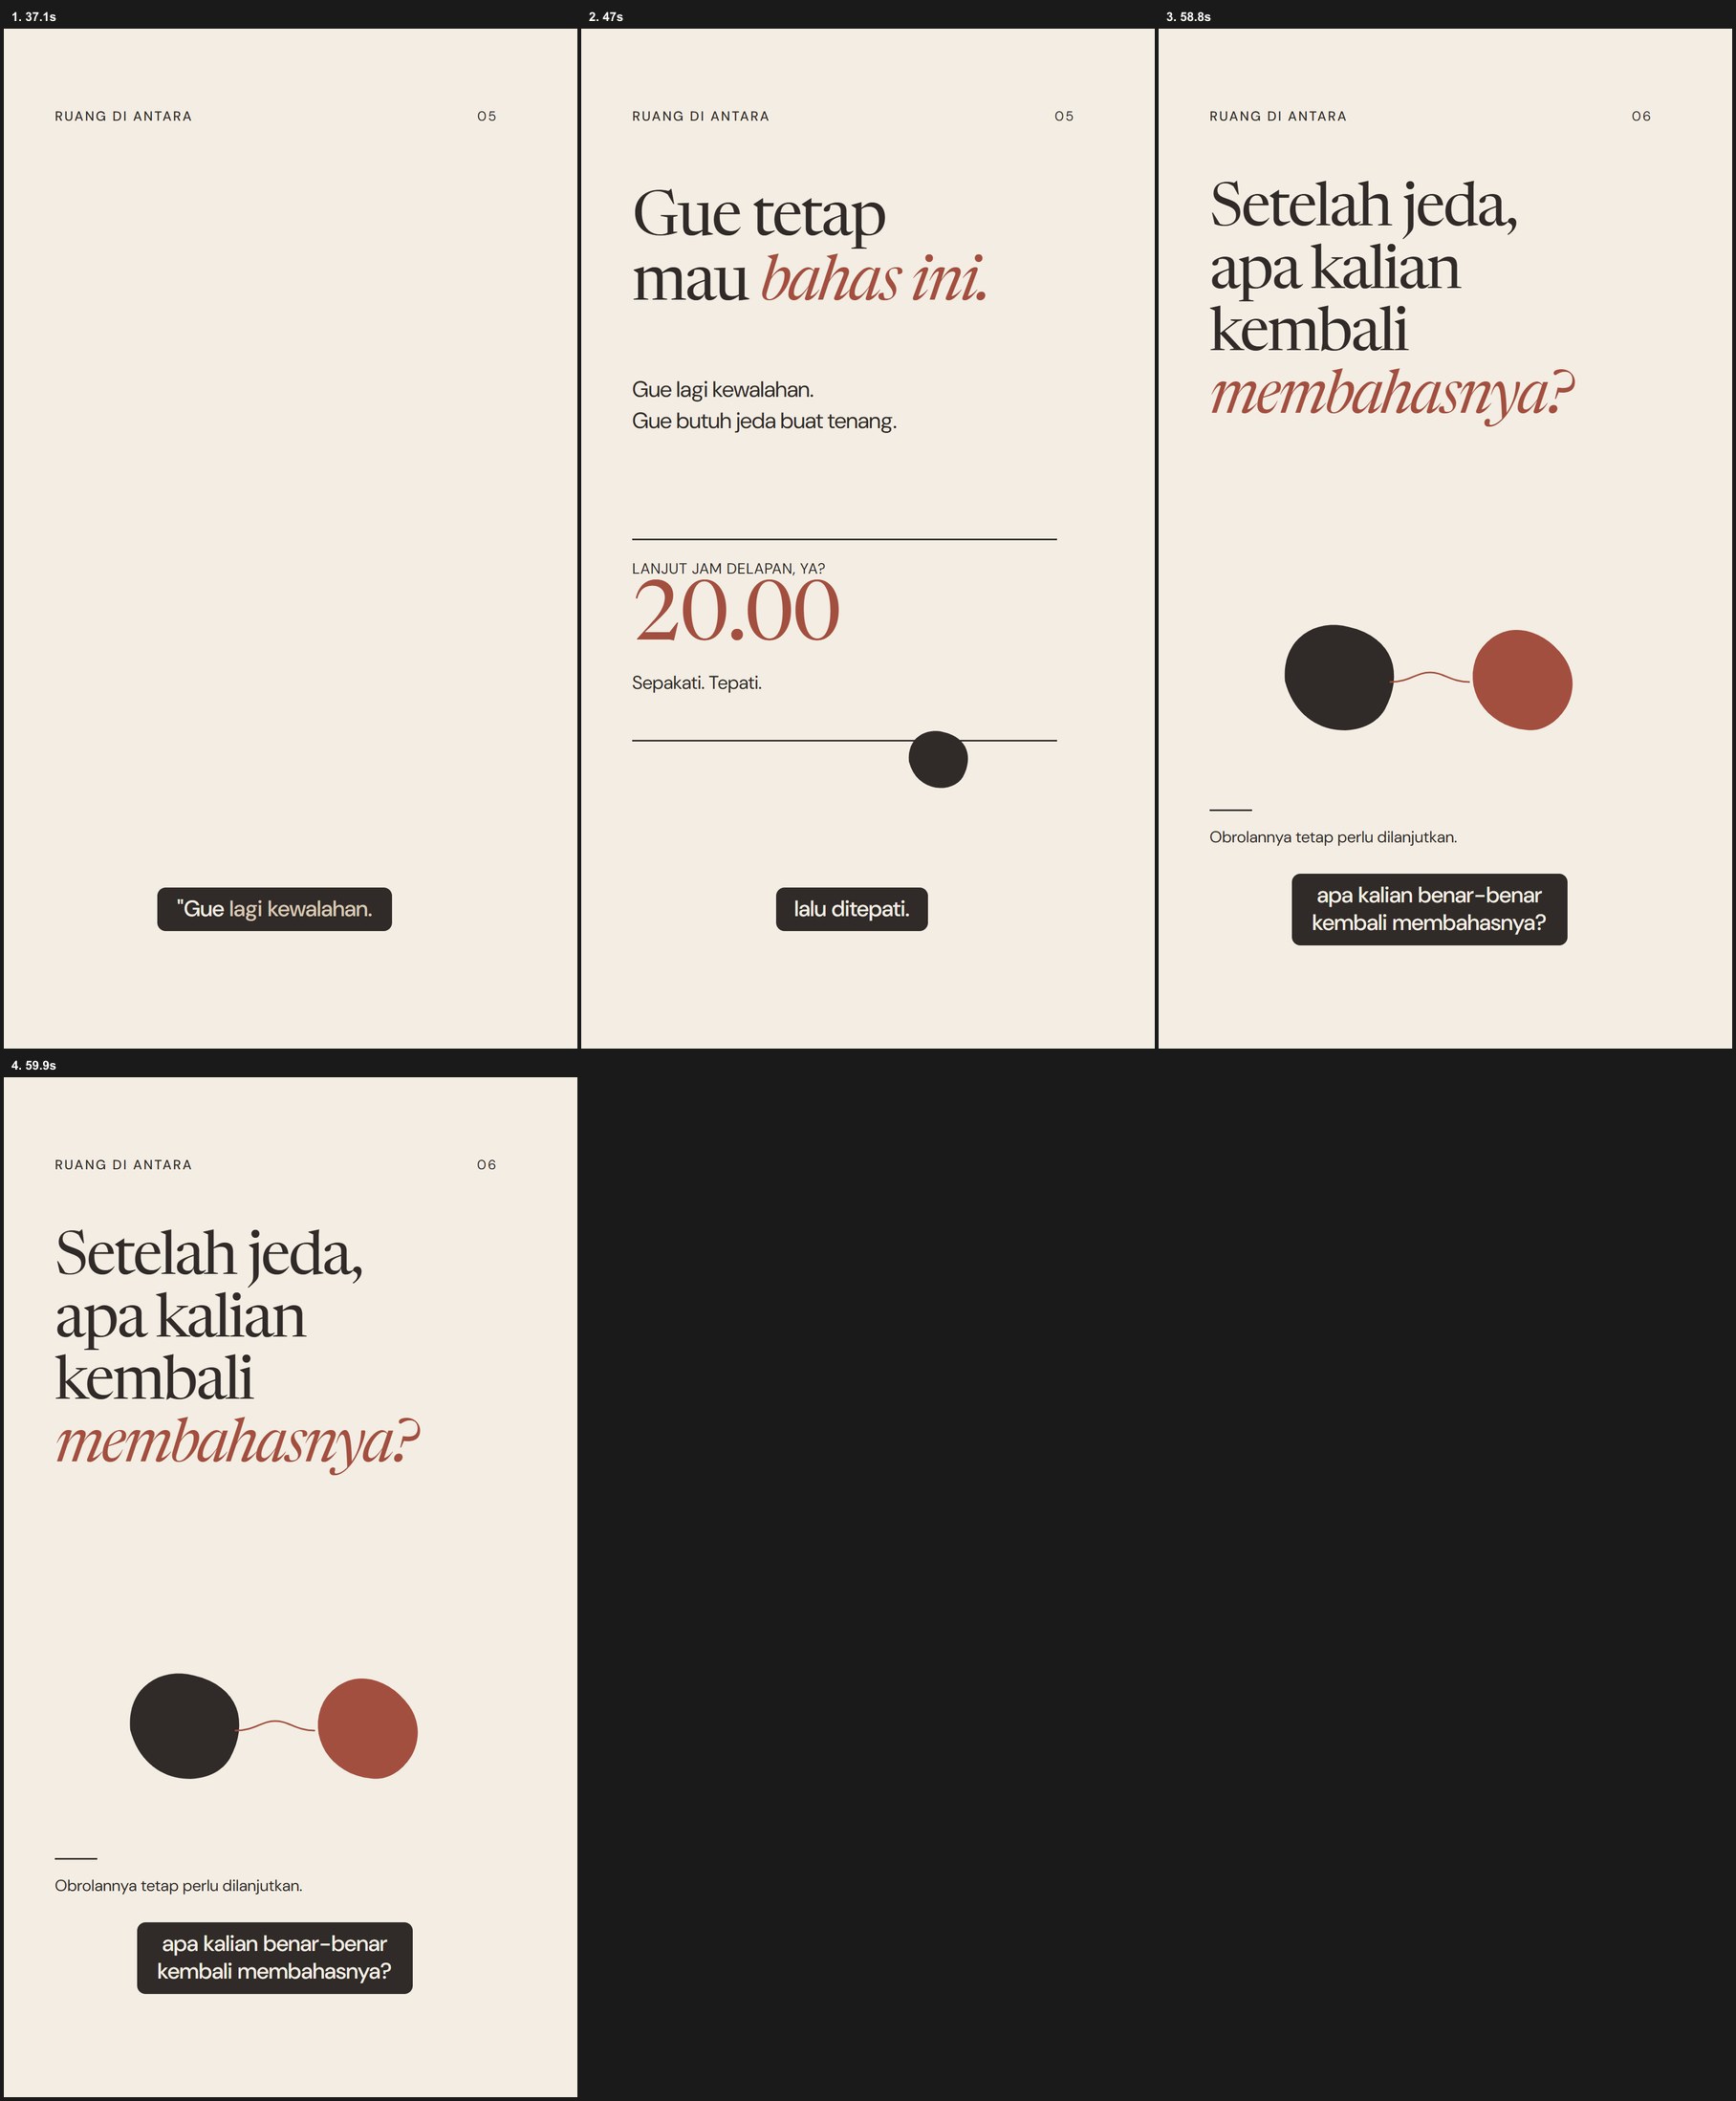 1. 37.1s
RUANG DI ANTARA
05
"Gue lagi kewalahan.
2. 47s
RUANG DI ANTARA
05
Gue tetap
mau bahas ini.
Gue lagi kewalahan.
Gue butuh jeda buat tenang.
LANJUT JAM DELAPAN, YA?
20.00
Sepakati. Tepati.
lalu ditepati.
3. 58.8s
RUANG DI ANTARA
06
Setelah jeda,
apa kalian
kembali
membahasnya?
Obrolannya tetap perlu dilanjutkan.
apa kalian benar-benar
kembali membahasnya?
4. 59.9s
RUANG DI ANTARA
06
Setelah jeda,
apa kalian
kembali
membahasnya?
Obrolannya tetap perlu dilanjutkan.
apa kalian benar-benar
kembali membahasnya?